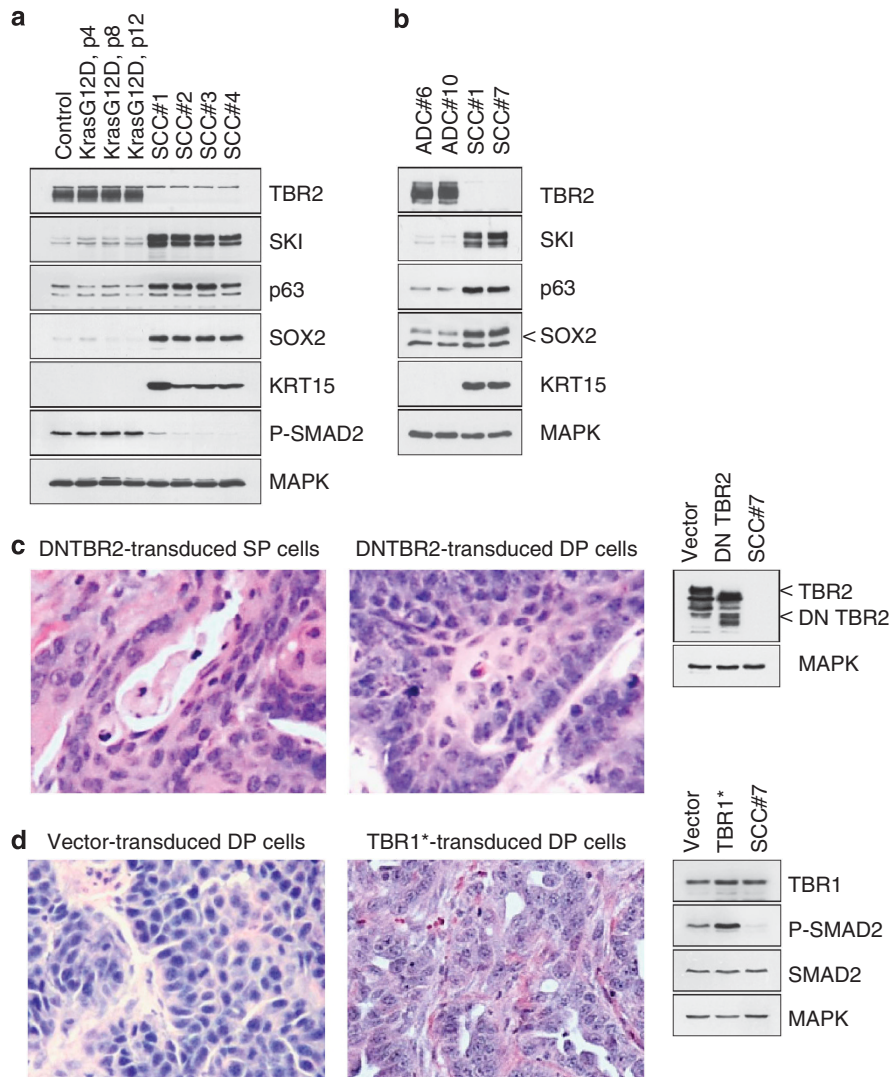 a
Control
KrasG12D, p4
KrasG12D, p8
KrasG12D, p12
SCC#1
SCC#2
SCC#3
SCC#4
TBR2
SKI
p63
SOX2
KRT15
P-SMAD2
MAPK
b
ADC#6
ADC#10
SCC#1
SCC#7
TBR2
SKI
p63
< SOX2
KRT15
MAPK
c
DNTBR2-transduced SP cells
DNTBR2-transduced DP cells
Vector
DN TBR2
SCC#7
< TBR2
< DN TBR2
MAPK
d
Vector-transduced DP cells
TBR1*-transduced DP cells
Vector
TBR1*
SCC#7
TBR1
P-SMAD2
SMAD2
MAPK